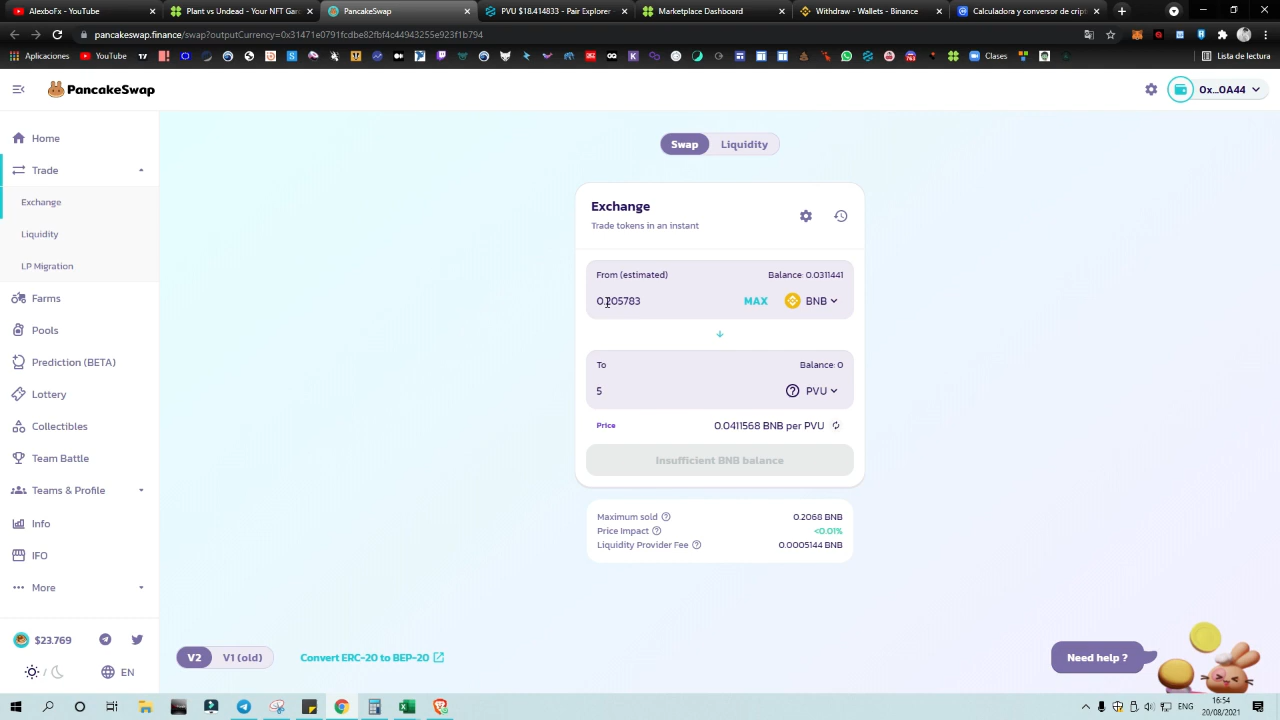 AlexboFx - YouTube
Plant vs Undead - Your NFT Gam
PancakeSwap
PVU $18.414833 - Pair Explorer -
Marketplace Dashboard
Withdraw - Wallets - Binance
Calculadora y conversor de cript
pancakeswap.finance/swap?outputCurrency=0x31471e0791fcdbe82fbf4c44943255e923f1b794
Aplicaciones
YouTube
Clases
Lista de lectura
PancakeSwap
0x...0A44
Home
Trade
Exchange
Liquidity
LP Migration
Farms
Pools
Prediction (BETA)
Lottery
Collectibles
Team Battle
Teams & Profile
Info
IFO
More
$23.769
EN
Swap
Liquidity
Exchange
Trade tokens in an instant
From (estimated)
Balance: 0.0311441
0.205783
MAX
BNB
To
Balance: 0
5
PVU
Price
0.0411568 BNB per PVU
Insufficient BNB balance
Maximum sold
0.2068 BNB
Price Impact
<0.01%
Liquidity Provider Fee
0.0005144 BNB
V2
V1 (old)
Convert ERC-20 to BEP-20
Need help ?
ENG
16:54
20/08/2021